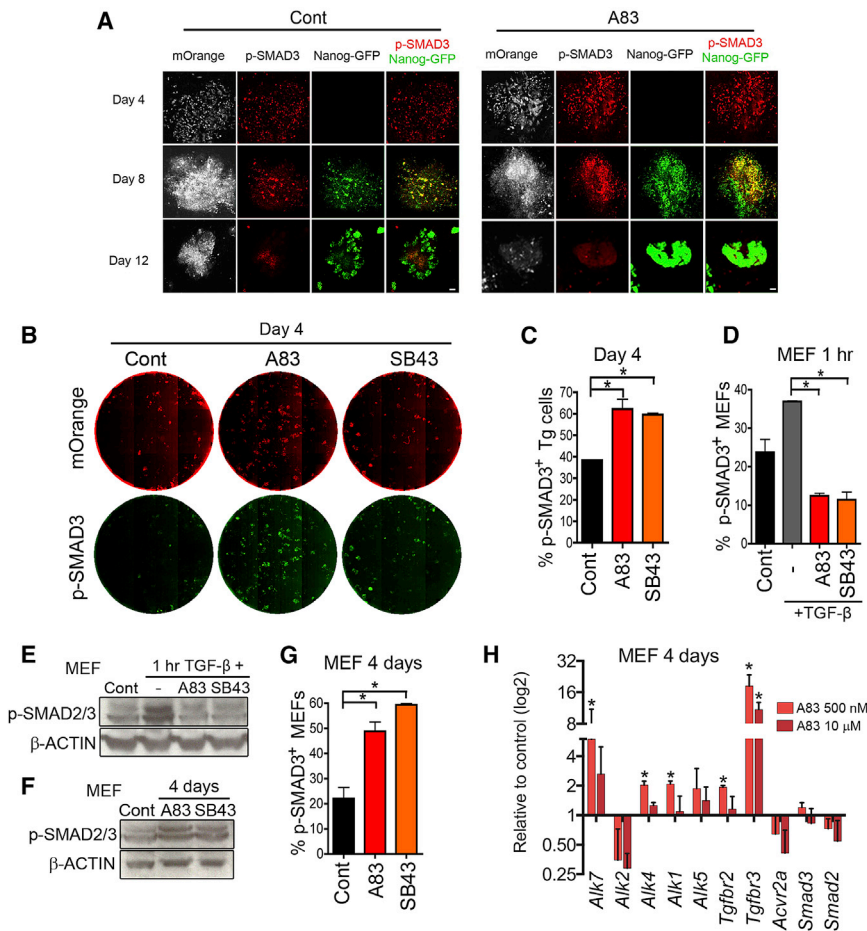 A
Cont
A83
mOrange p-SMAD3 Nanog-GFP p-SMAD3 Nanog-GFP
mOrange p-SMAD3 Nanog-GFP p-SMAD3 Nanog-GFP
Day 4
Day 8
Day 12
B
Day 4
Cont A83 SB43
mOrange
p-SMAD3
C
Day 4
% p-SMAD3+ Tg cells
70
60
50
40
30
20
10
0
* *
Cont A83 SB43
D
MEF 1 hr
% p-SMAD3+ MEFs
40
30
20
10
0
* *
Cont - A83 SB43
+TGF-β
E
MEF 1 hr TGF-β +
Cont - A83 SB43
p-SMAD2/3
β-ACTIN
F
MEF 4 days
Cont A83 SB43
p-SMAD2/3
β-ACTIN
G
MEF 4 days
% p-SMAD3+ MEFs
60
50
40
30
20
10
0
* *
Cont A83 SB43
H
MEF 4 days
Relative to control (log2)
32
16
8
4
2
1
0.50
0.25
* * * * * *
A83 500 nM
A83 10 μM
Alk7 Alk2 Alk4 Alk1 Alk5 Tgfbr2 Tgfbr3 Acvr2a Smad3 Smad2